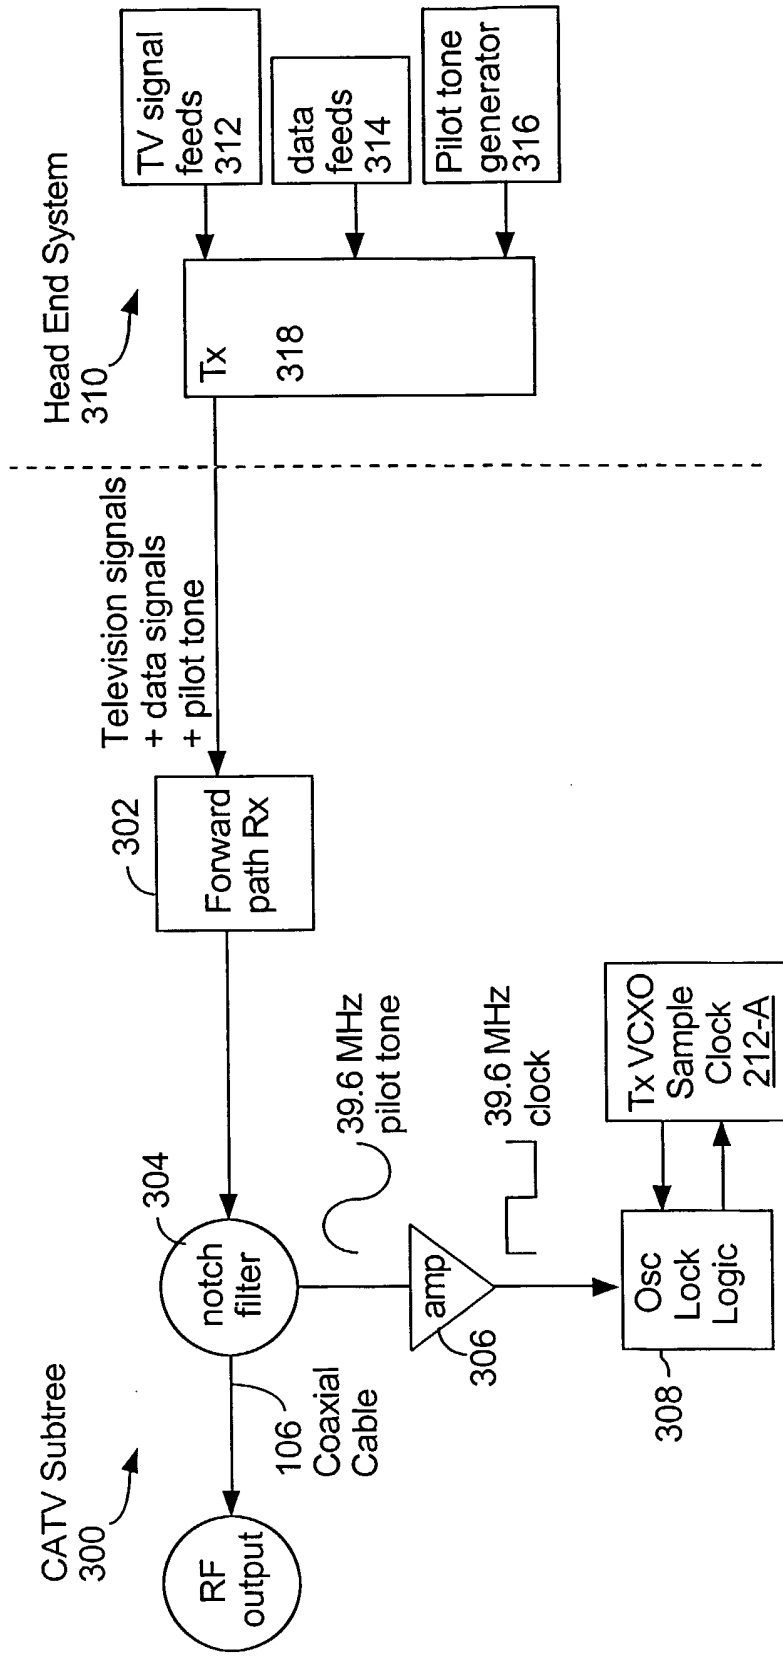 CATV Subtree
300
Head End System
310
RF
output
106
Coaxial
Cable
304
notch
filter
302
Forward
path Rx
Television signals
+ data signals
+ pilot tone
Tx
318
TV signal
feeds
312
data
feeds
314
Pilot tone
generator
316
39.6 MHz
pilot tone
amp
306
39.6 MHz
clock
308
Osc
Lock
Logic
Tx VCXO
Sample
Clock
212-A